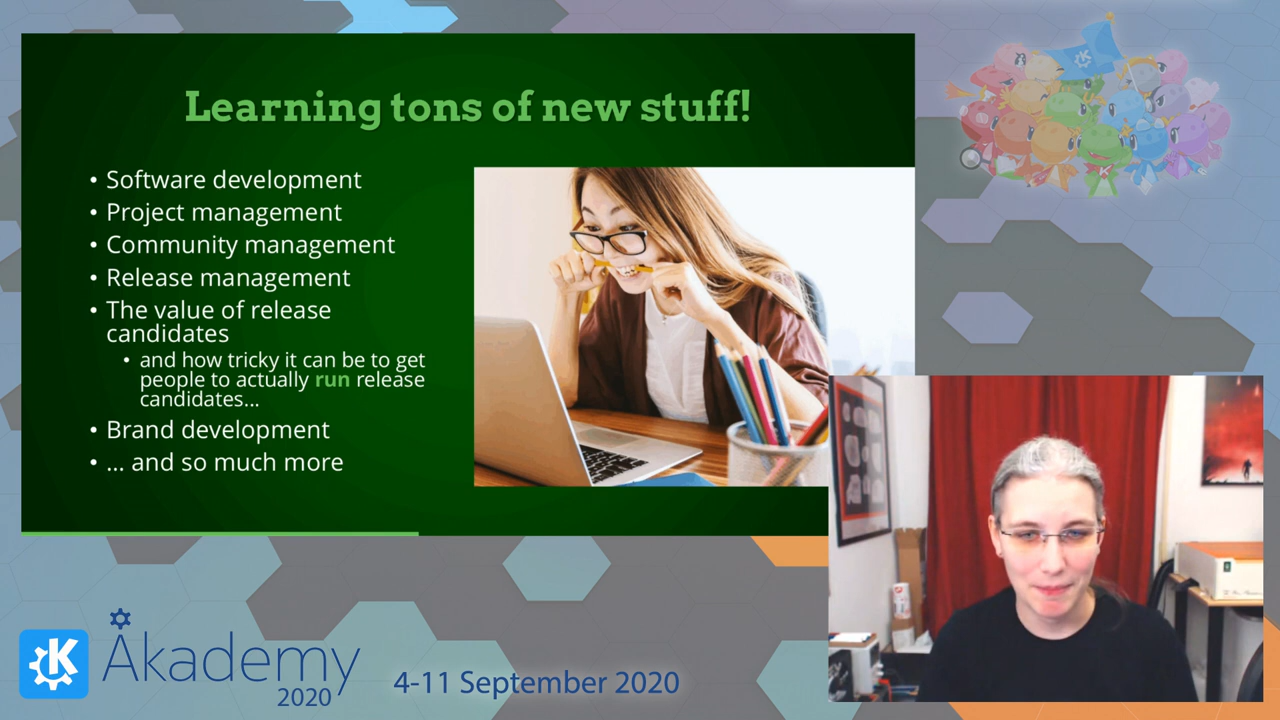 Learning tons of new stuff!
• Software development
• Project management
• Community management
• Release management
• The value of release
candidates
• and how tricky it can be to get
people to actually run release
candidates...
• Brand development
• ... and so much more
K
Akademy
2020
4-11 September 2020